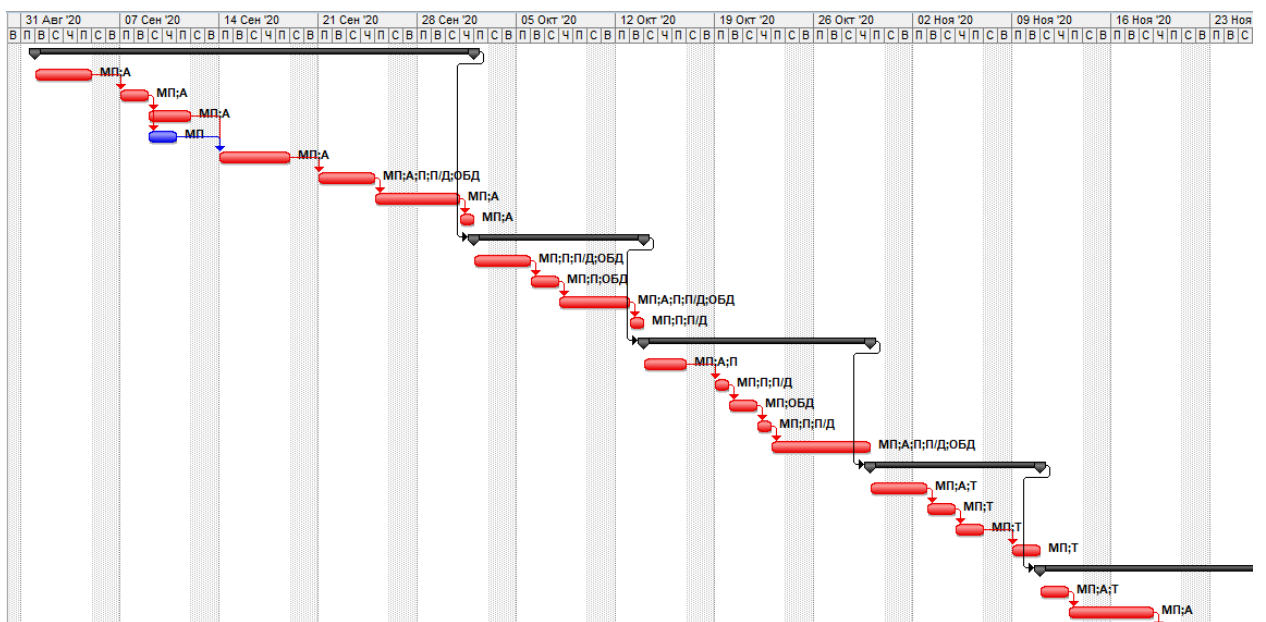 31 Авг '20 07 Сен '20 14 Сен '20 21 Сен '20 28 Сен '20 05 Окт '20 12 Окт '20 19 Окт '20 26 Окт '20 02 Ноя '20 09 Ноя '20 16 Ноя '20 23 Ноя
В П В С Ч П С В П В С Ч П С В П В С Ч П С В П В С Ч П С В П В С Ч П С В П В С Ч П С В П В С Ч П С В П В С Ч П С В П В С Ч П С В П В С Ч П С В П В С Ч П С В П В С Ч П С В П В С
МП;А
МП;А
МП;А
МП
МП;А
МП;А;П;П/Д;ОБД
МП;А
МП;А
МП;П;П/Д;ОБД
МП;П;ОБД
МП;А;П;П/Д;ОБД
МП;П;П/Д
МП;А;П
МП;П;П/Д
МП;ОБД
МП;П;П/Д
МП;А;П;П/Д;ОБД
МП;А;Т
МП;Т
МП;Т
МП;Т
МП;А;Т
МП;А